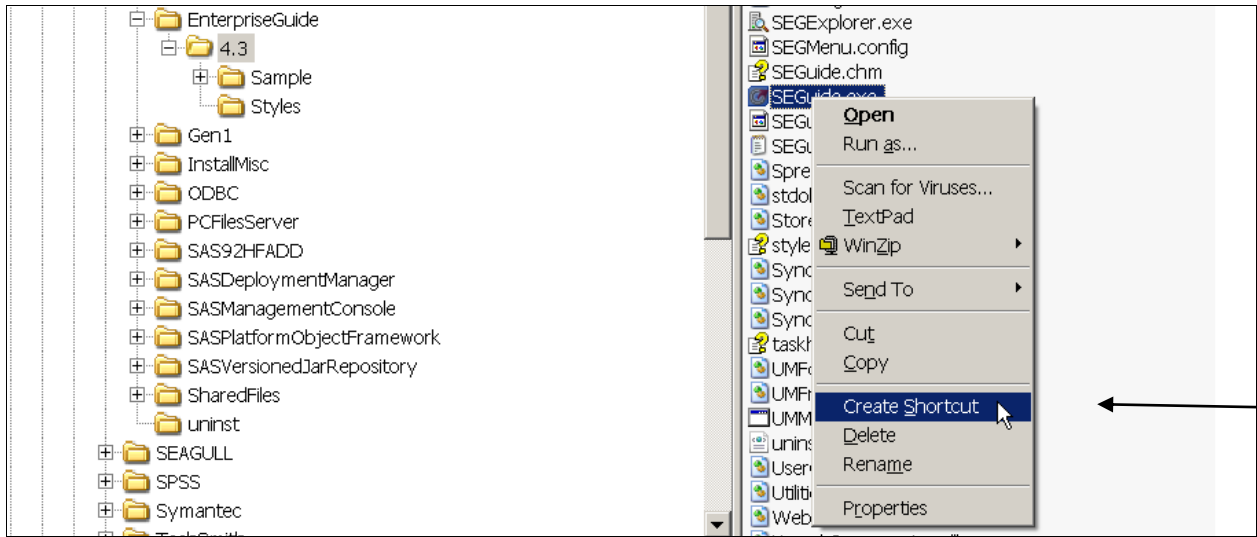 EnterpriseGuide
4.3
Sample
Styles
Gen1
InstallMisc
ODBC
PCFilesServer
SAS92HFADD
SASDeploymentManager
SASManagementConsole
SASPlatformObjectFramework
SASVersionedJarRepository
SharedFiles
uninst
SEAGULL
SPSS
Symantec
SEGExplorer.exe
SEGMenu.config
SEGuide.chm
SEGuide.exe
Open
Run as...
Scan for Viruses...
TextPad
WinZip
Send To
Cut
Copy
Create Shortcut
Delete
Rename
Properties